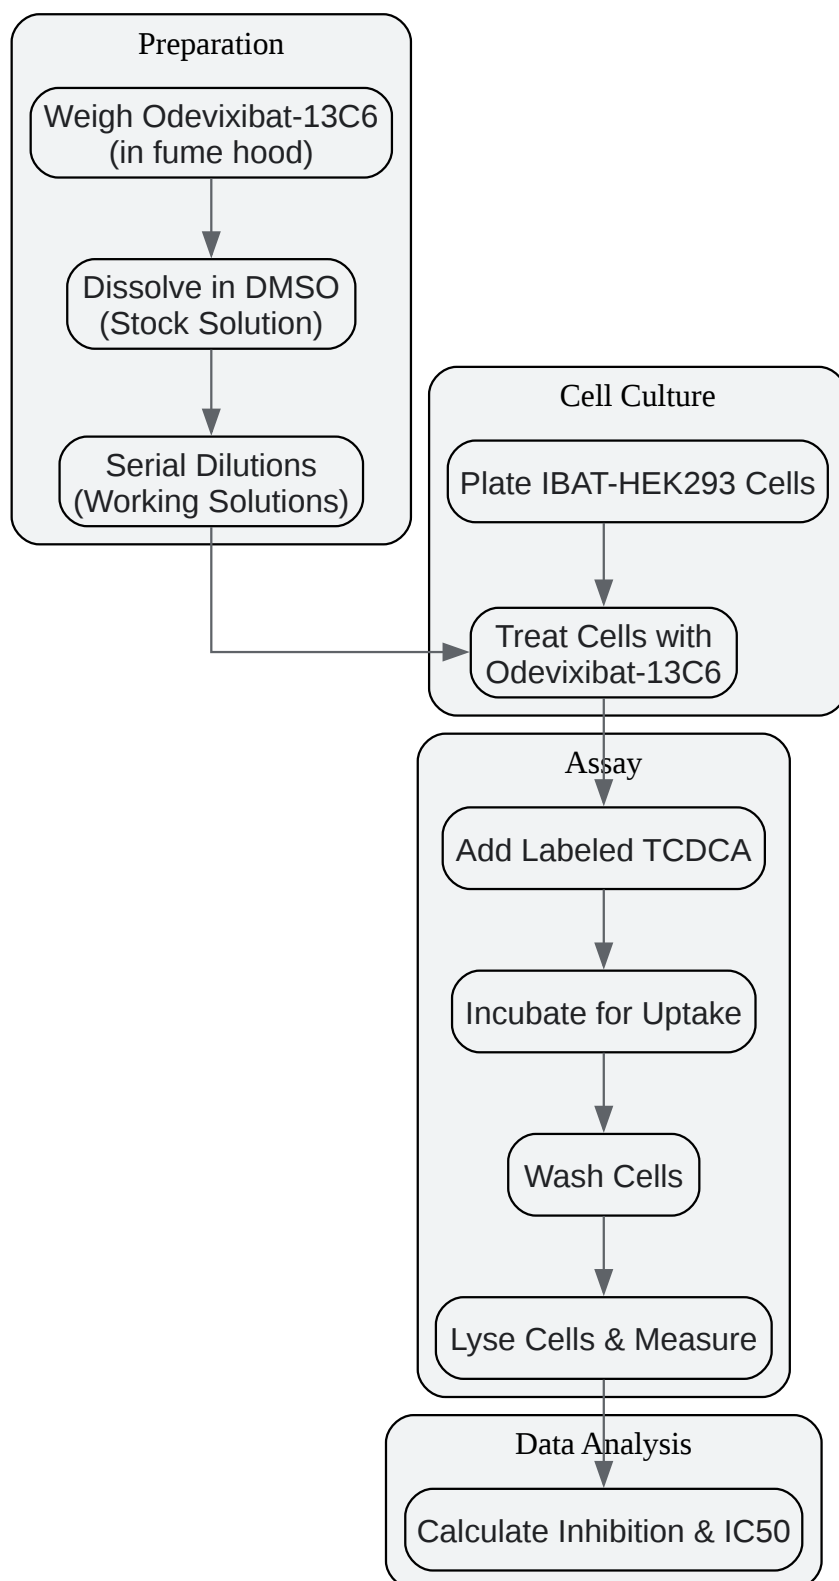 Preparation
Weigh Odevixibat-13C6
(in fume hood)
Dissolve in DMSO
(Stock Solution)
Serial Dilutions
(Working Solutions)
Cell Culture
Plate IBAT-HEK293 Cells
Treat Cells with
Odevixibat-13C6
Assay
Add Labeled TCDCA
Incubate for Uptake
Wash Cells
Lyse Cells & Measure
Data Analysis
Calculate Inhibition & IC50